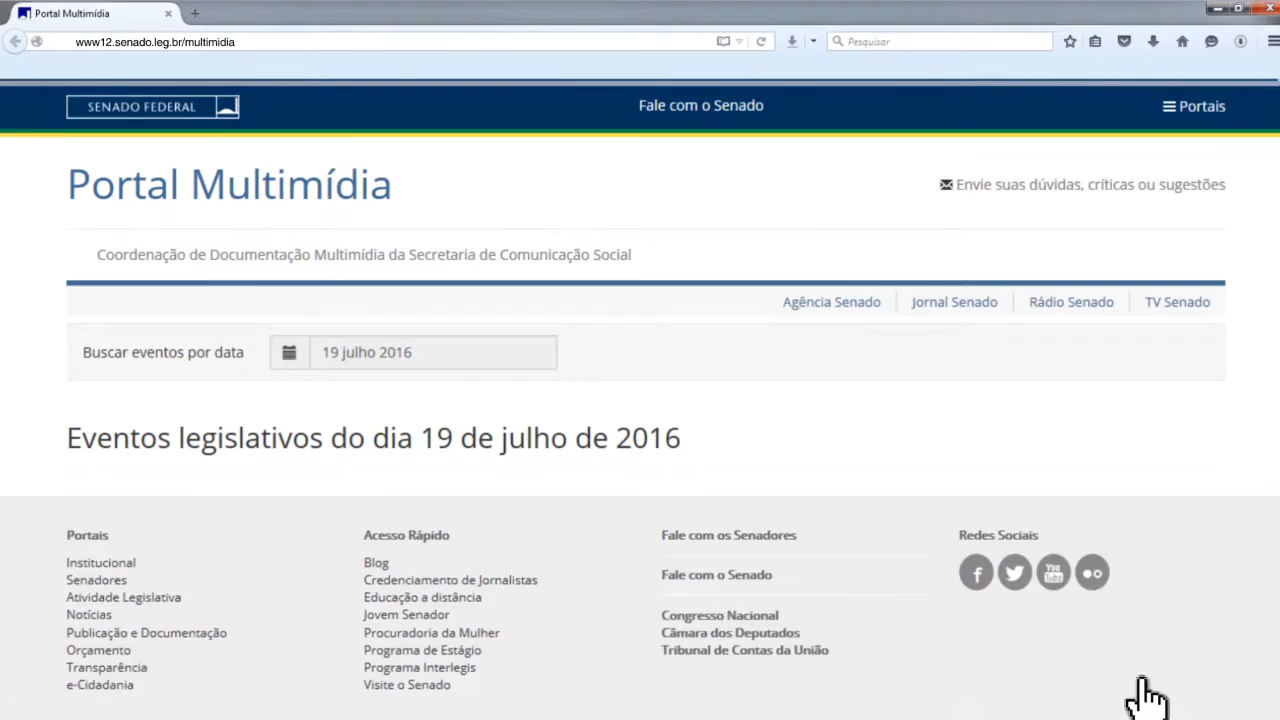 Portal Multimídia
www12.senado.leg.br/multimidia
Pesquisar
SENADO FEDERAL
Fale com o Senado
Portais
Portal Multimídia
Envie suas dúvidas, críticas ou sugestões
Coordenação de Documentação Multimídia da Secretaria de Comunicação Social
Agência Senado
Jornal Senado
Rádio Senado
TV Senado
Buscar eventos por data
19 julho 2016
Eventos legislativos do dia 19 de julho de 2016
Portais
Institucional
Senadores
Atividade Legislativa
Notícias
Publicação e Documentação
Orçamento
Transparência
e-Cidadania
Acesso Rápido
Blog
Credenciamento de Jornalistas
Educação a distância
Jovem Senador
Procuradoria da Mulher
Programa de Estágio
Programa Interlegis
Visite o Senado
Fale com os Senadores
Fale com o Senado
Congresso Nacional
Câmara dos Deputados
Tribunal de Contas da União
Redes Sociais
You
Tube